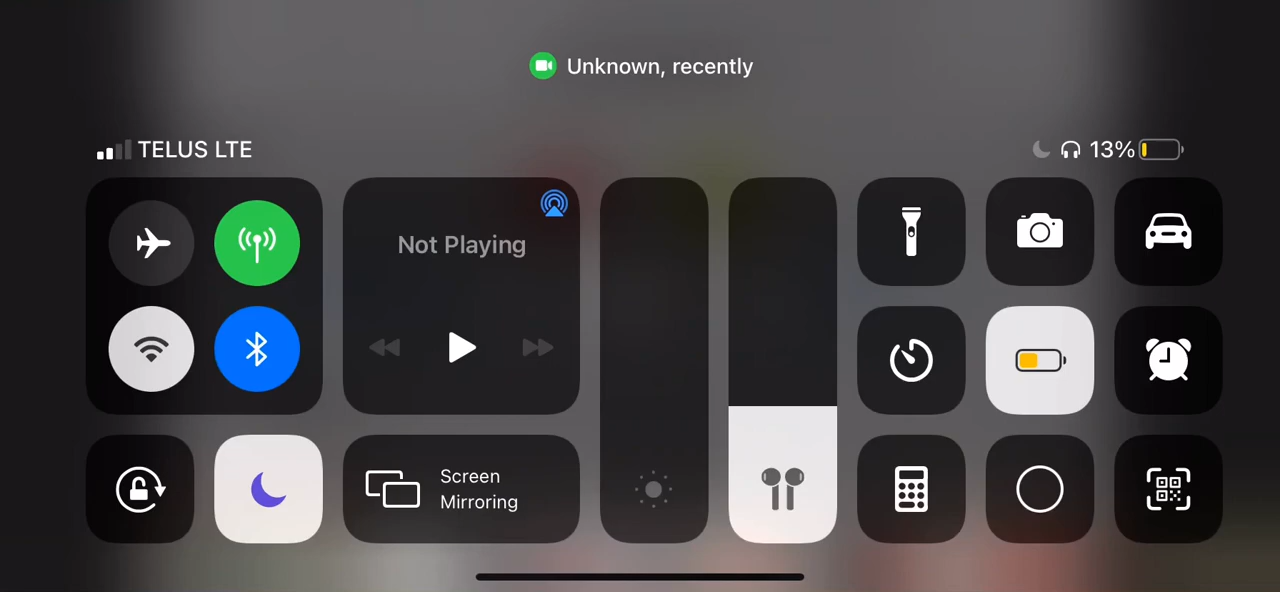 Unknown, recently
TELUS LTE
13%
Not Playing
Screen
Mirroring